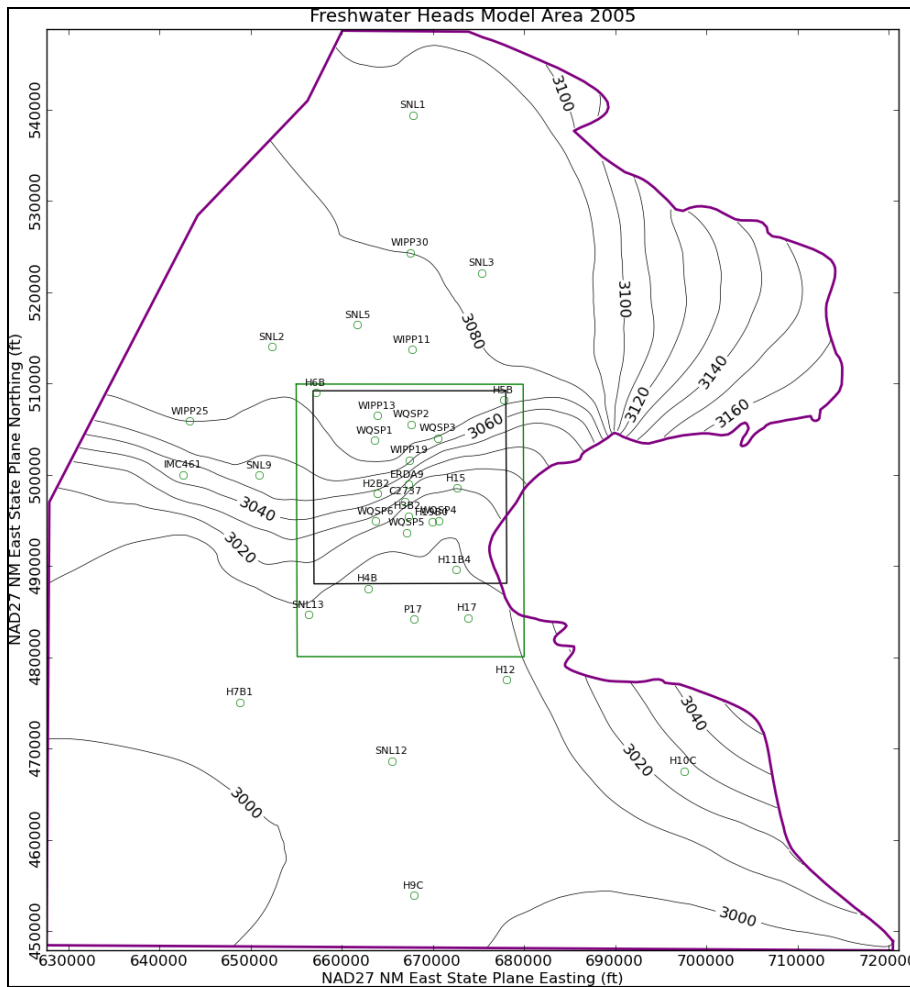 Freshwater Heads Model Area 2005
540000
530000
520000
510000
500000
490000
480000
470000
460000
450000
NAD27 NM East State Plane Northing (ft)
3100
SNL1
WIPP30
SNL3
3100
SNL5
SNL2
WIPP11
3080
3140
3120
3160
H6B
H5B
WIPP13
WQSP2
WIPP25
WQSP1
WQSP3
3060
WIPP19
IMC461
SNL9
ERDA9
H15
H2B2
C2737
3040
H3B2
WQSP6
WQSP4
WQSP5
3020
H11B4
H4B
SNL13
P17
H17
H12
H7B1
3040
SNL12
3020
H10C
3000
H9C
3000
630000 640000 650000 660000 670000 680000 690000 700000 710000 720000
NAD27 NM East State Plane Easting (ft)